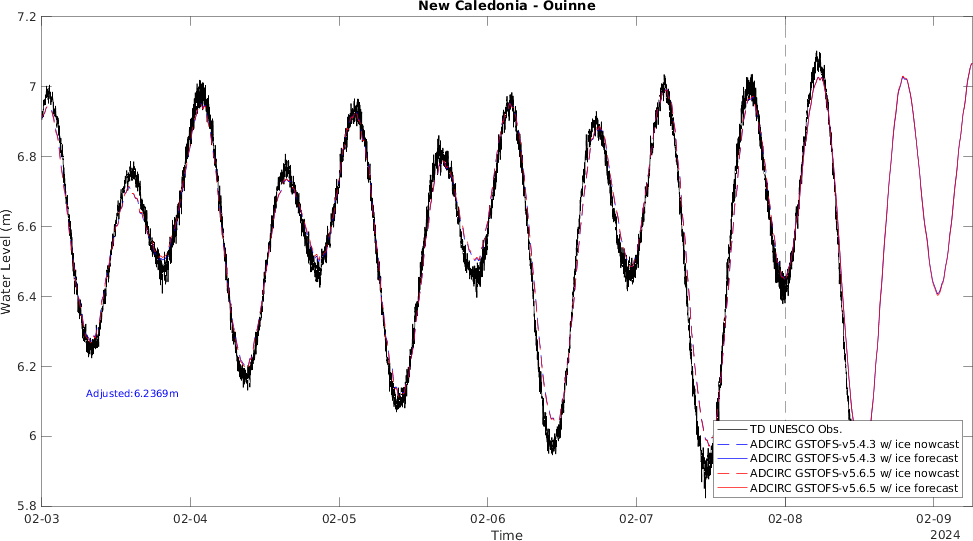 New Caledonia - Ouinne
7.2
7
6.8
6.6
6.4
6.2
6
5.8
Water Level (m)
Adjusted:6.2369m
TD UNESCO Obs.
ADCIRC GSTOFS-v5.4.3 w/ ice nowcast
ADCIRC GSTOFS-v5.4.3 w/ ice forecast
ADCIRC GSTOFS-v5.6.5 w/ ice nowcast
ADCIRC GSTOFS-v5.6.5 w/ ice forecast
02-03 02-04 02-05 02-06 02-07 02-08 02-09
Time
2024